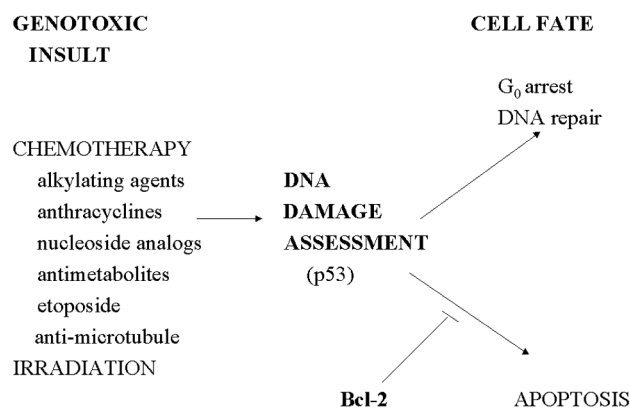 GENOTOXIC
INSULT
CELL FATE
G₀ arrest
DNA repair
CHEMOTHERAPY
alkylating agents
anthracyclines
nucleoside analogs
antimetabolites
etoposide
anti-microtubule
IRRADIATION
DNA
DAMAGE
ASSESSMENT
(p53)
Bcl-2
APOPTOSIS